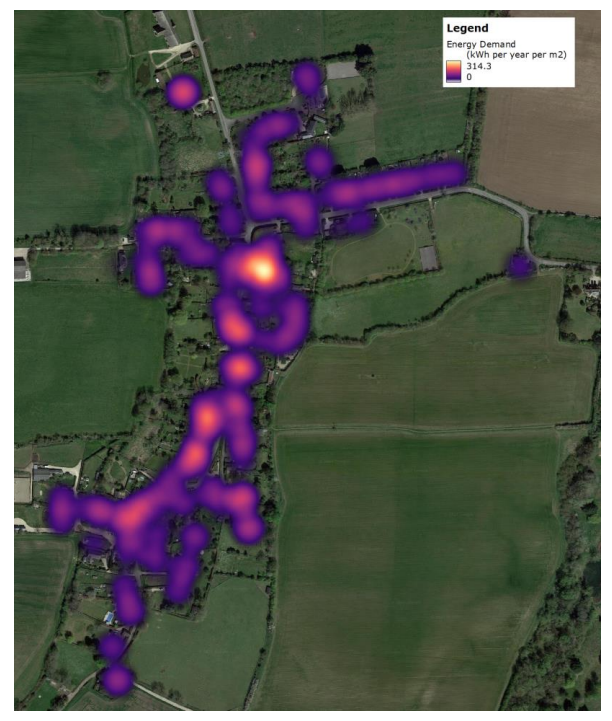 Legend
Energy Demand
(kWh per year per m2)
314.3
0